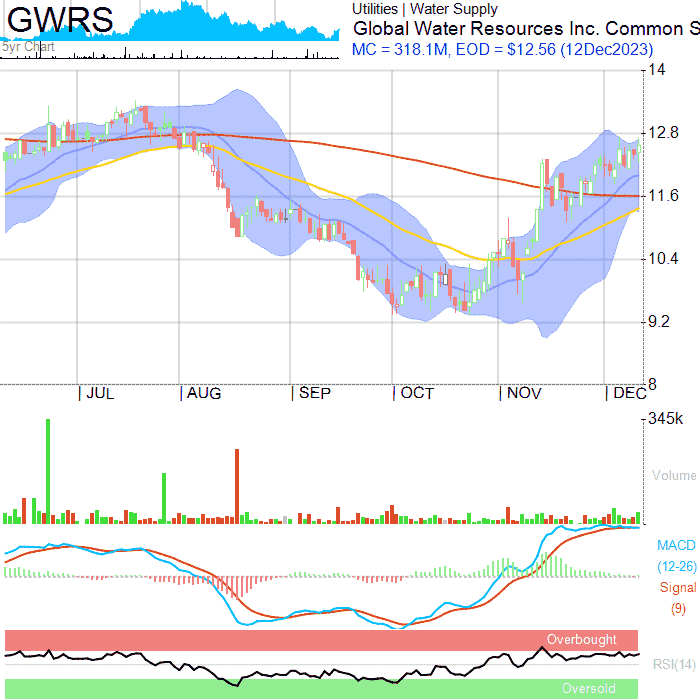 GWRS
5yr Chart
Utilities | Water Supply
Global Water Resources Inc. Common S
MC = 318.1M, EOD = $12.56 (12Dec2023)
14
12.8
11.6
10.4
9.2
8
| JUL | AUG | SEP | OCT | NOV | DEC
345k
Volume
MACD
(12-26)
Signal
(9)
Overbought
RSI(14)
Oversold